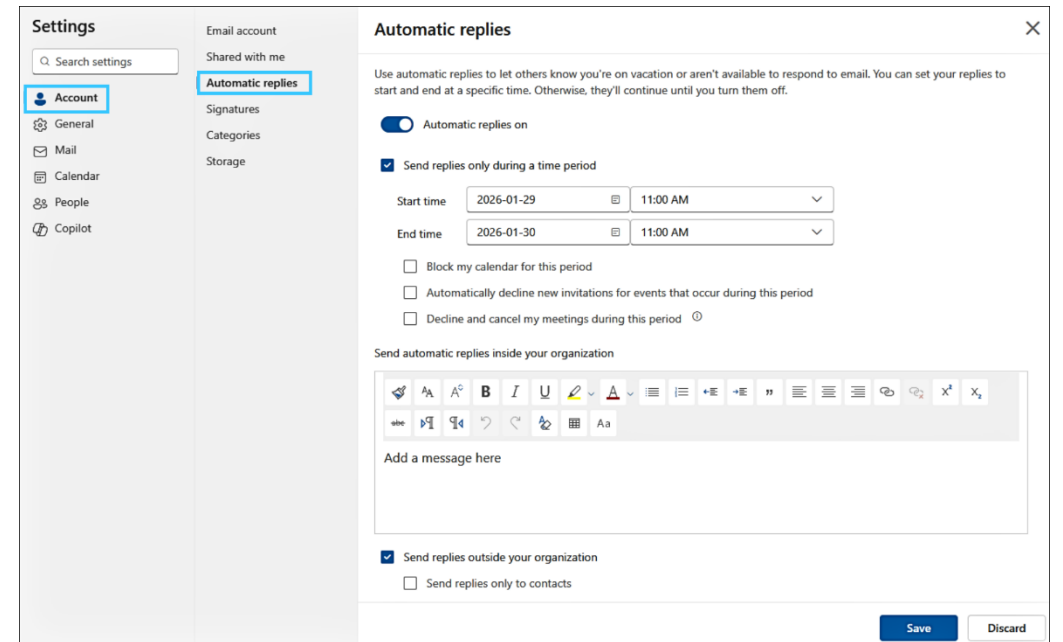 Settings
Search settings
Account
General
Mail
Calendar
People
Copilot
Email account
Shared with me
Automatic replies
Signatures
Categories
Storage
Automatic replies
Use automatic replies to let others know you're on vacation or aren't available to respond to email. You can set your replies to
start and end at a specific time. Otherwise, they'll continue until you turn them off.
Automatic replies on
Send replies only during a time period
Start time 2026-01-29 11:00 AM
End time 2026-01-30 11:00 AM
Block my calendar for this period
Automatically decline new invitations for events that occur during this period
Decline and cancel my meetings during this period
Send automatic replies inside your organization
AA A B I U A x² x₂
abc Aa
Add a message here
Send replies outside your organization
Send replies only to contacts
Save Discard